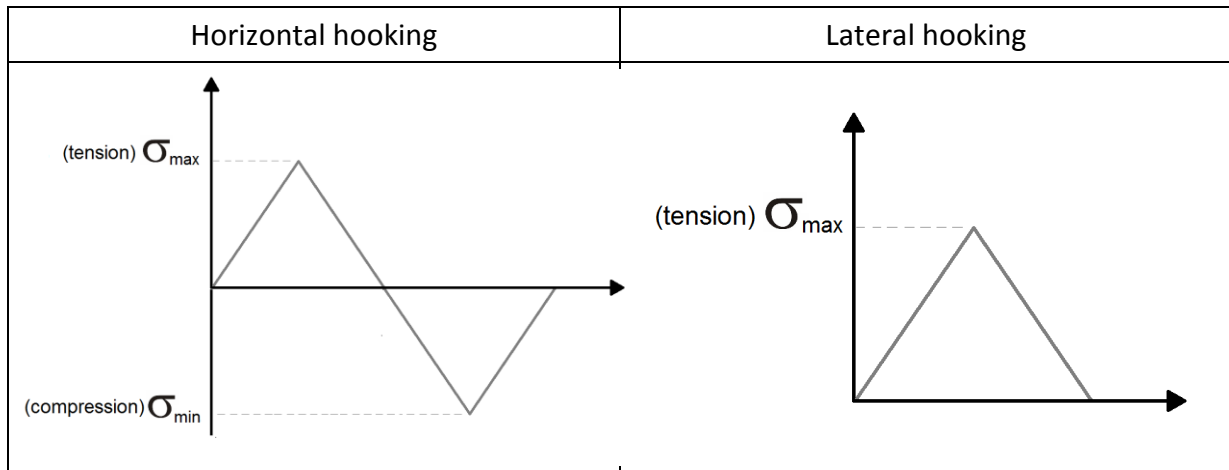 Horizontal hooking
Lateral hooking
(tension) σmax
(compression) σmin
(tension) σmax